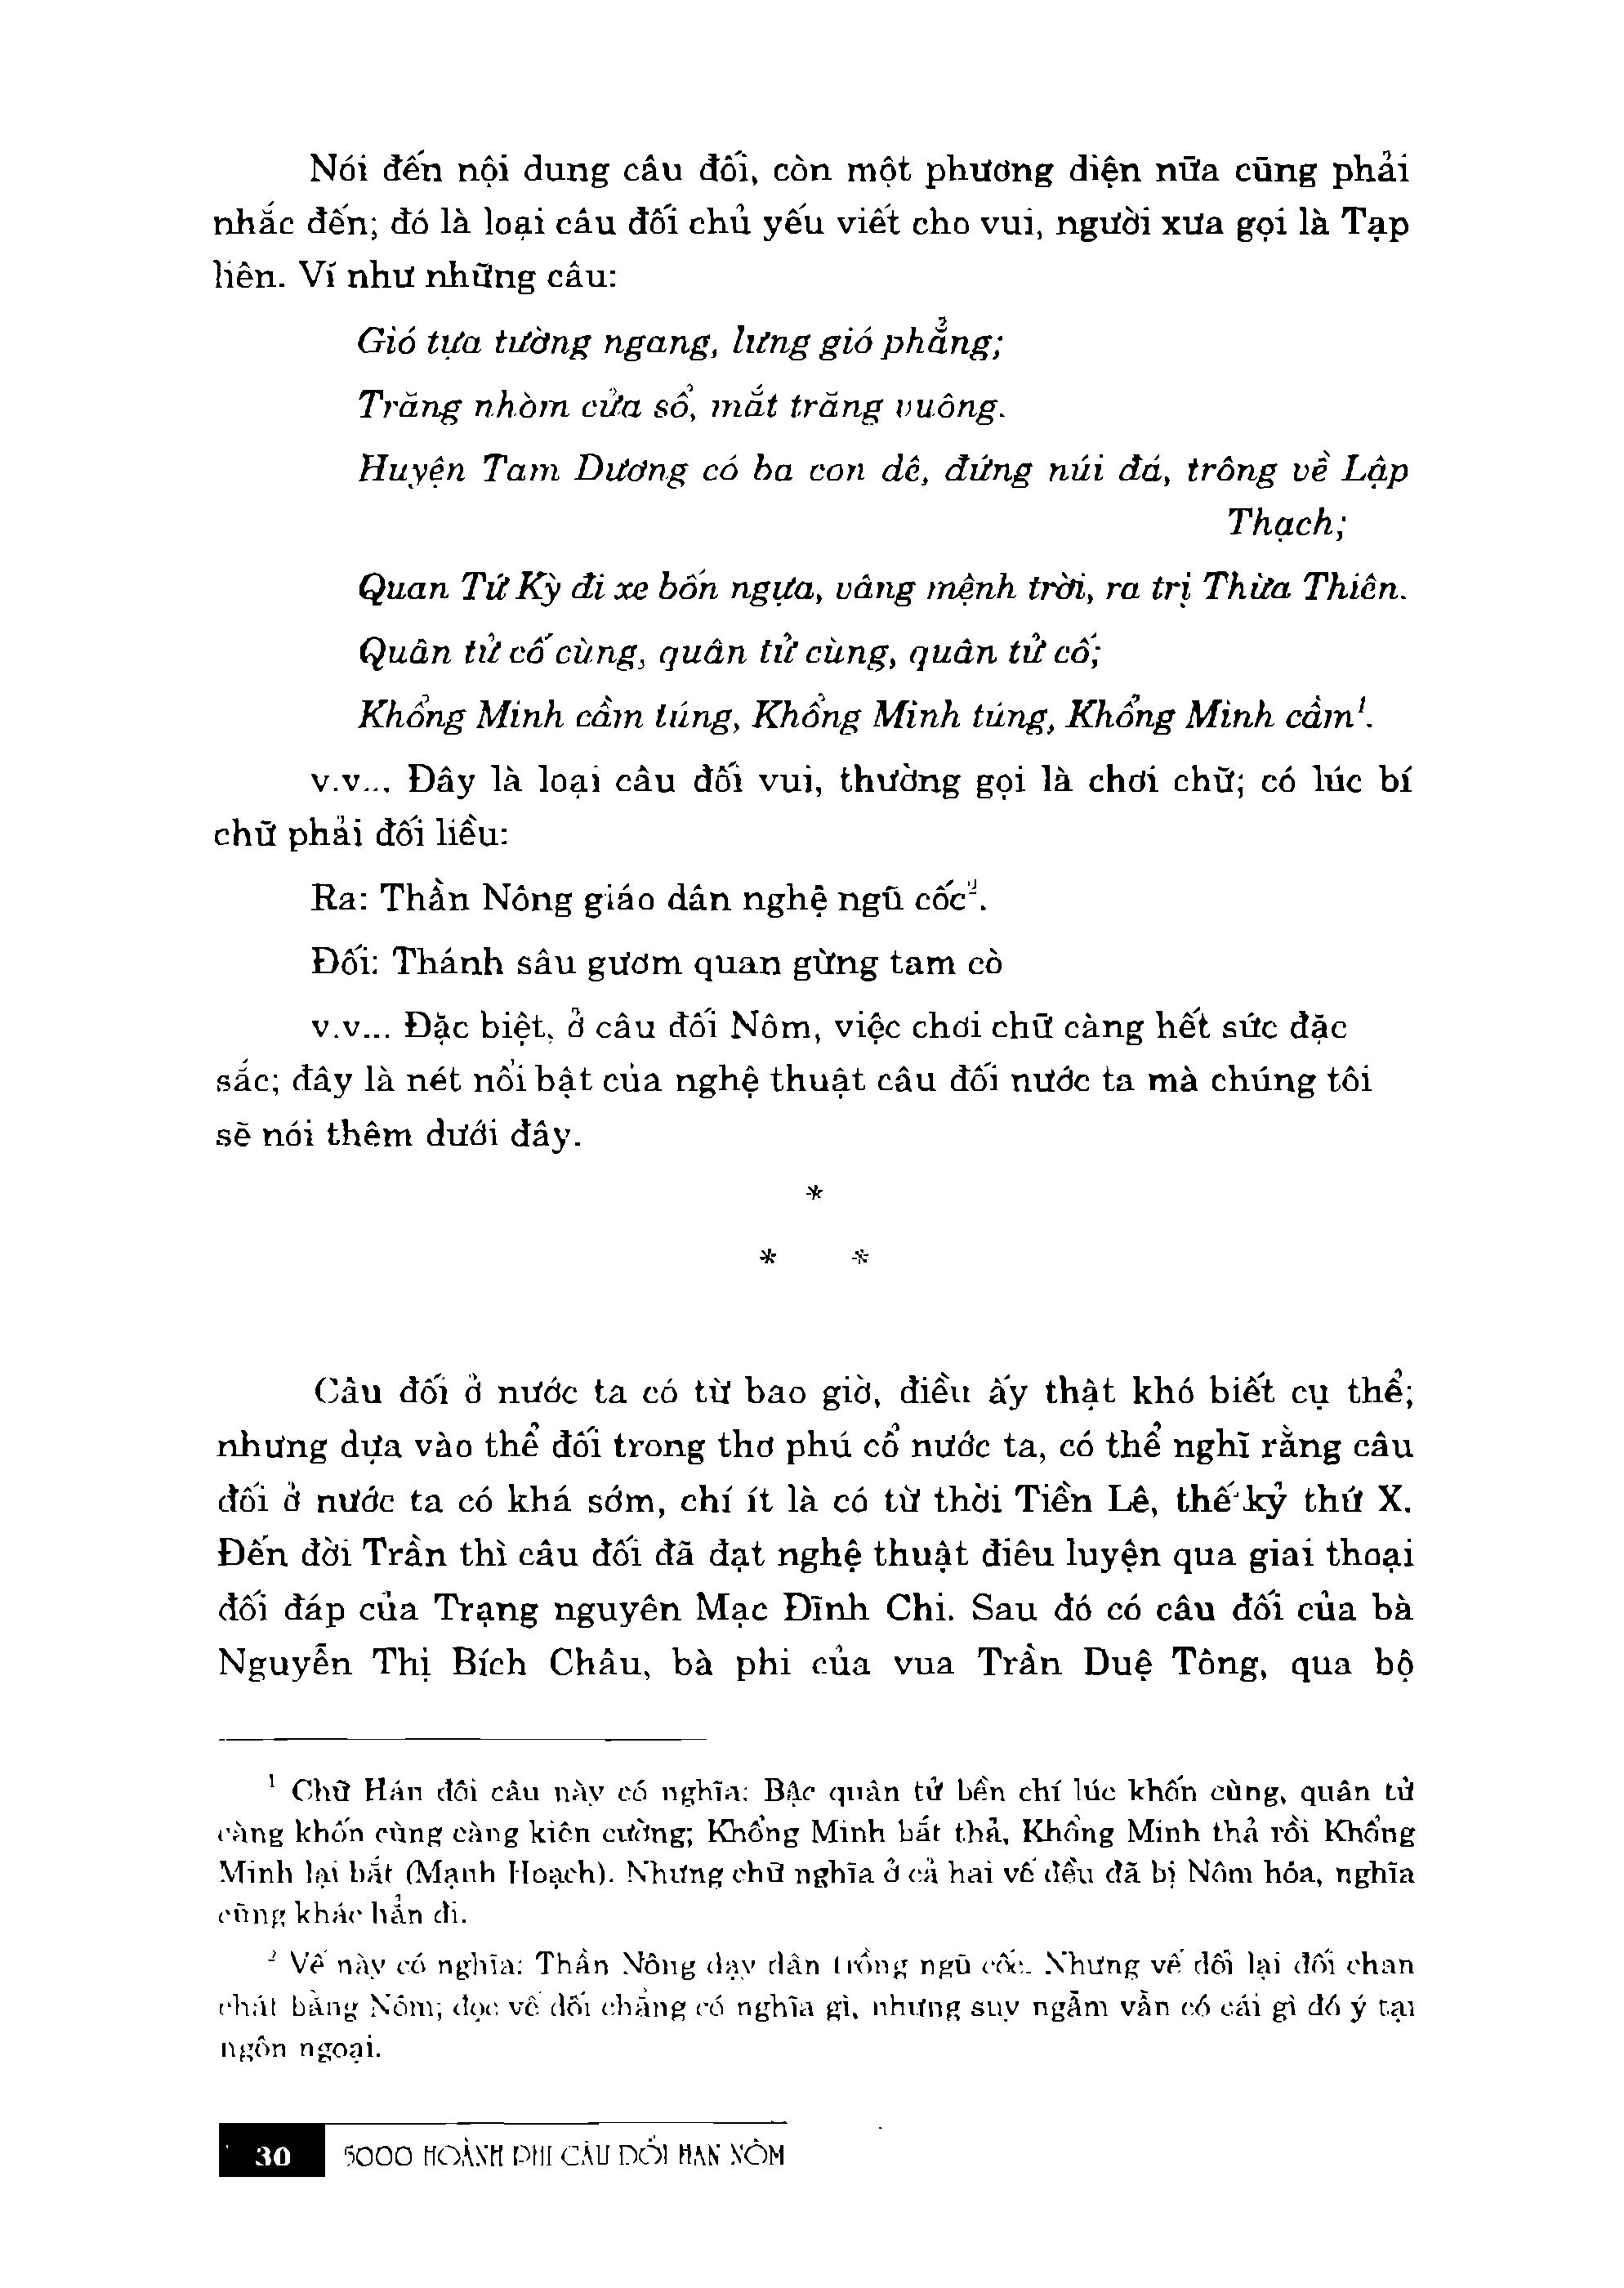 Nói đến nội dung câu đối, còn một phương diện nữa cũng phải
nhắc đến; đó là loại câu đối chủ yếu viết cho vui, người xưa gọi là Tạp
liên. Ví như những câu:
Gió tựa tường ngang, lưng gió phẳng;
Trăng nhòm cửa sổ, mắt trăng vuông.
Huyện Tam Dương có ba con dê, đứng núi đá, trông về Lập
Thạch;
Quan Tứ Kỳ đi xe bốn ngựa, vâng mệnh trời, ra trị Thừa Thiên.
Quân tử cố cùng, quân tử cùng, quân tử cố;
Khổng Minh cầm túng, Khổng Minh túng, Khổng Minh cầm¹.
v.v... Đây là loại câu đối vui, thường gọi là chơi chữ; có lúc bí
chữ phải đối liều:
Ra: Thần Nông giáo dân nghệ ngũ cốc².
Đối: Thánh sâu gươm quan gừng tam cò
v.v... Đặc biệt, ở câu đối Nôm, việc chơi chữ càng hết sức đặc
sắc; đây là nét nổi bật của nghệ thuật câu đối nước ta mà chúng tôi
sẽ nói thêm dưới đây.
*
* *
Câu đối ở nước ta có từ bao giờ, điều ấy thật khó biết cụ thể;
nhưng dựa vào thể đối trong thơ phú cổ nước ta, có thể nghĩ rằng câu
đối ở nước ta có khá sớm, chí ít là có từ thời Tiền Lê, thế kỷ thứ X.
Đến đời Trần thì câu đối đã đạt nghệ thuật điêu luyện qua giai thoại
đối đáp của Trạng nguyên Mạc Đĩnh Chi. Sau đó có câu đối của bà
Nguyễn Thị Bích Châu, bà phi của vua Trần Duệ Tông, qua bộ
¹ Chữ Hán đôi câu này có nghĩa: Bậc quân tử bền chí lúc khốn cùng, quân tử
càng khốn cùng càng kiên cường; Khổng Minh bắt thả, Khổng Minh thả rồi Khổng
Minh lại bắt (Mạnh Hoạch). Nhưng chữ nghĩa ở cả hai vế đều đã bị Nôm hóa, nghĩa
cũng khác hẳn đi.
² Vế này có nghĩa: Thần Nông dạy dân trồng ngũ cốc. Nhưng vế đối lại đối chan
chát bằng Nôm; đọc vế đối chẳng có nghĩa gì, nhưng suy ngẫm vẫn có cái gì đó ý tại
ngôn ngoại.
30 5000 HOÀNH PHI CÂU ĐỐI HÁN NÔM